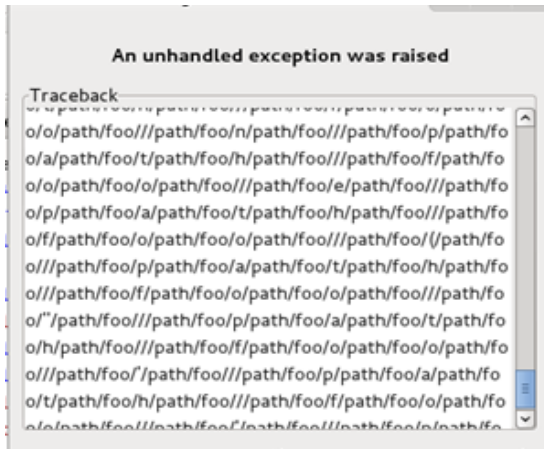 An unhandled exception was raised
Traceback
o/o/path/foo///path/foo/n/path/foo///path/foo/p/path/fo
o/a/path/foo/t/path/foo/h/path/foo///path/foo/f/path/fo
o/o/path/foo/o/path/foo///path/foo/e/path/foo///path/fo
o/p/path/foo/a/path/foo/t/path/foo/h/path/foo///path/fo
o/f/path/foo/o/path/foo/o/path/foo///path/foo/(/path/fo
o///path/foo/p/path/foo/a/path/foo/t/path/foo/h/path/foo
o///path/foo/f/path/foo/o/path/foo/o/path/foo///path/fo
o/"/path/foo///path/foo/p/path/foo/a/path/foo/t/path/fo
o/h/path/foo///path/foo/f/path/foo/o/path/foo/o/path/fo
o///path/foo/'/path/foo///path/foo/p/path/foo/a/path/fo
o/t/path/foo/h/path/foo///path/foo/f/path/foo/o/path/fo